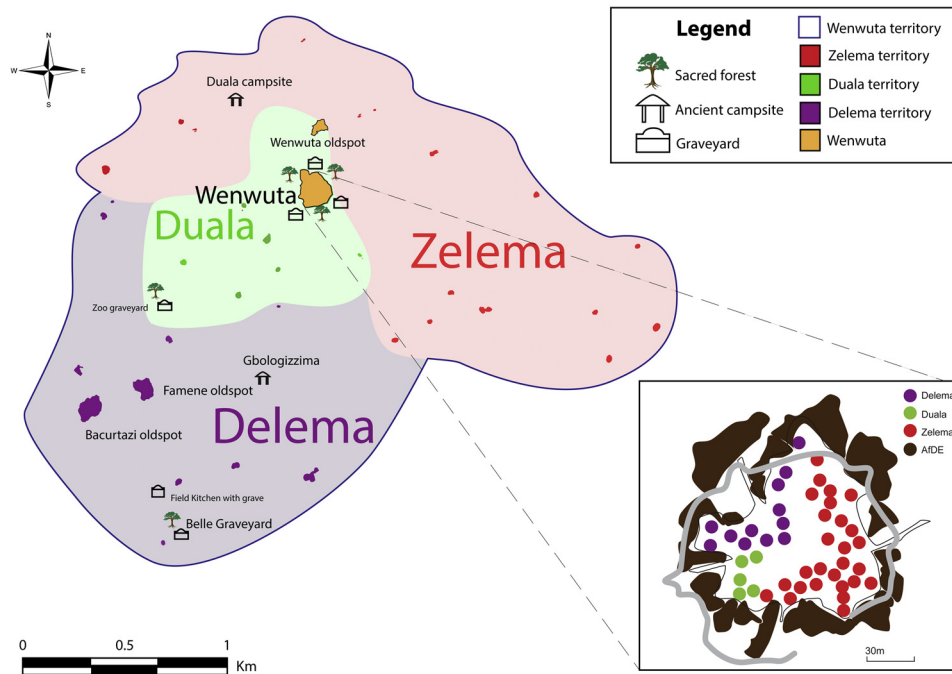 N
W
E
S
Legend
Sacred forest
Ancient campsite
Graveyard
Wenwuta territory
Zelema territory
Duala territory
Delema territory
Wenwuta
Duala campsite
Wenwuta oldspot
Wenwuta
Duala
Zelema
Zoo graveyard
Gbologizzima
Famene oldspot
Delema
Bacurtazi oldspot
Field Kitchen with grave
Belle Graveyard
0
0.5
1
Km
Delema
Duala
Zelema
AfDE
30m